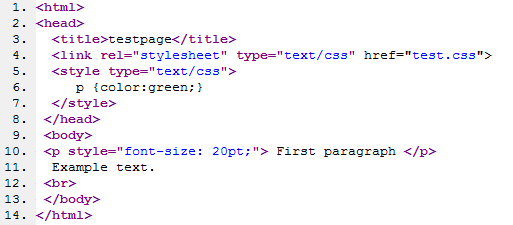 1. <html>
2. <head>
3. <title>testpage</title>
4. <link rel="stylesheet" type="text/css" href="test.css">
5. <style type="text/css">
6. p {color:green;}
7. </style>
8. </head>
9. <body>
10. <p style="font-size: 20pt;"> First paragraph </p>
11. Example text.
12. <br>
13. </body>
14. </html>